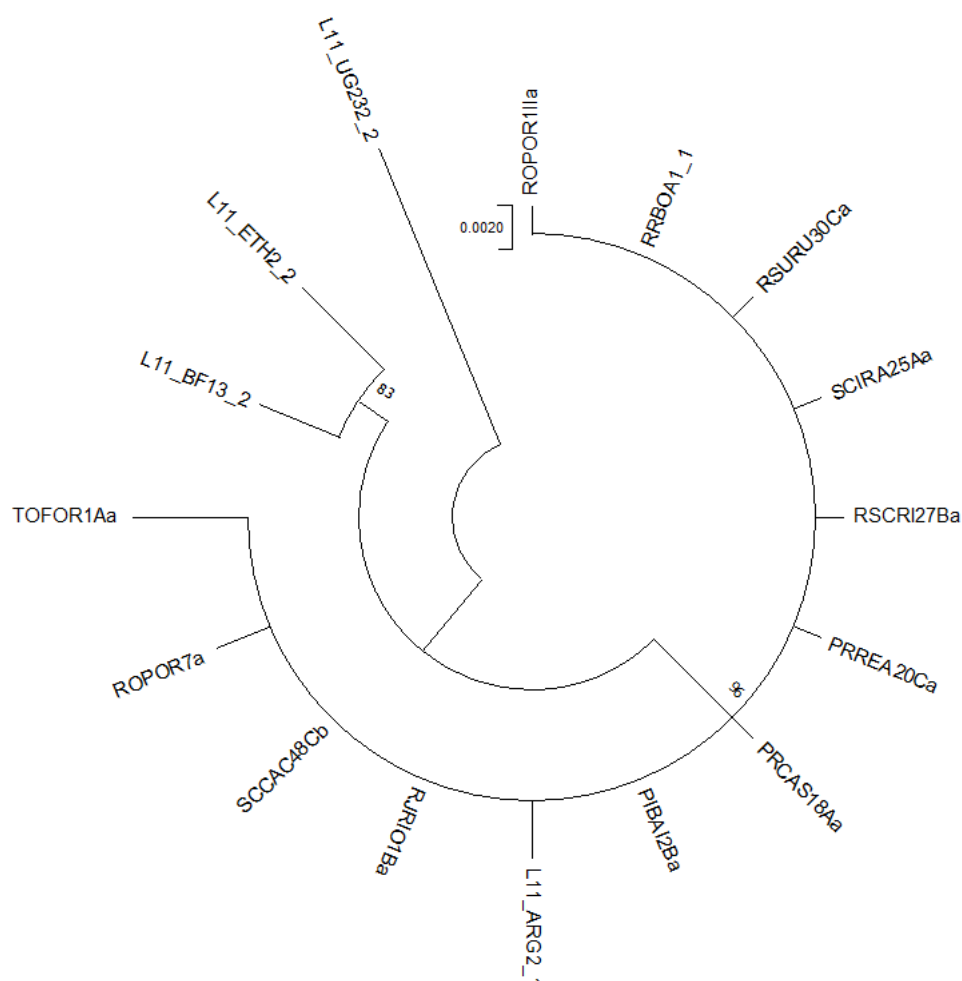 L11_UG232_2
ROPOR1IIa
RRBOA1_1
0.0020
RSURU30Ca
L11_ETH2_2
SCIRA25Aa
L11_BF13_2
83
TOFOR1Aa
RSCRI27Ba
ROPOR7a
PRREA20Ca
96
SCCAC48Cb
PRCAS18Aa
RJRIO1Ba
PIBAI2Ba
L11_ARG2_